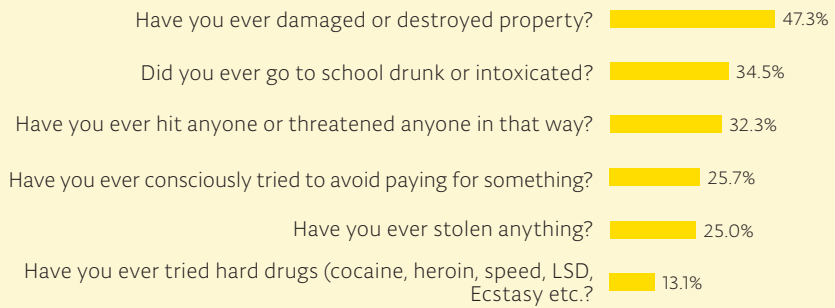 Have you ever damaged or destroyed property? 47.3%
Did you ever go to school drunk or intoxicated? 34.5%
Have you ever hit anyone or threatened anyone in that way? 32.3%
Have you ever consciously tried to avoid paying for something? 25.7%
Have you ever stolen anything? 25.0%
Have you ever tried hard drugs (cocaine, heroin, speed, LSD,
Ecstasy etc.? 13.1%